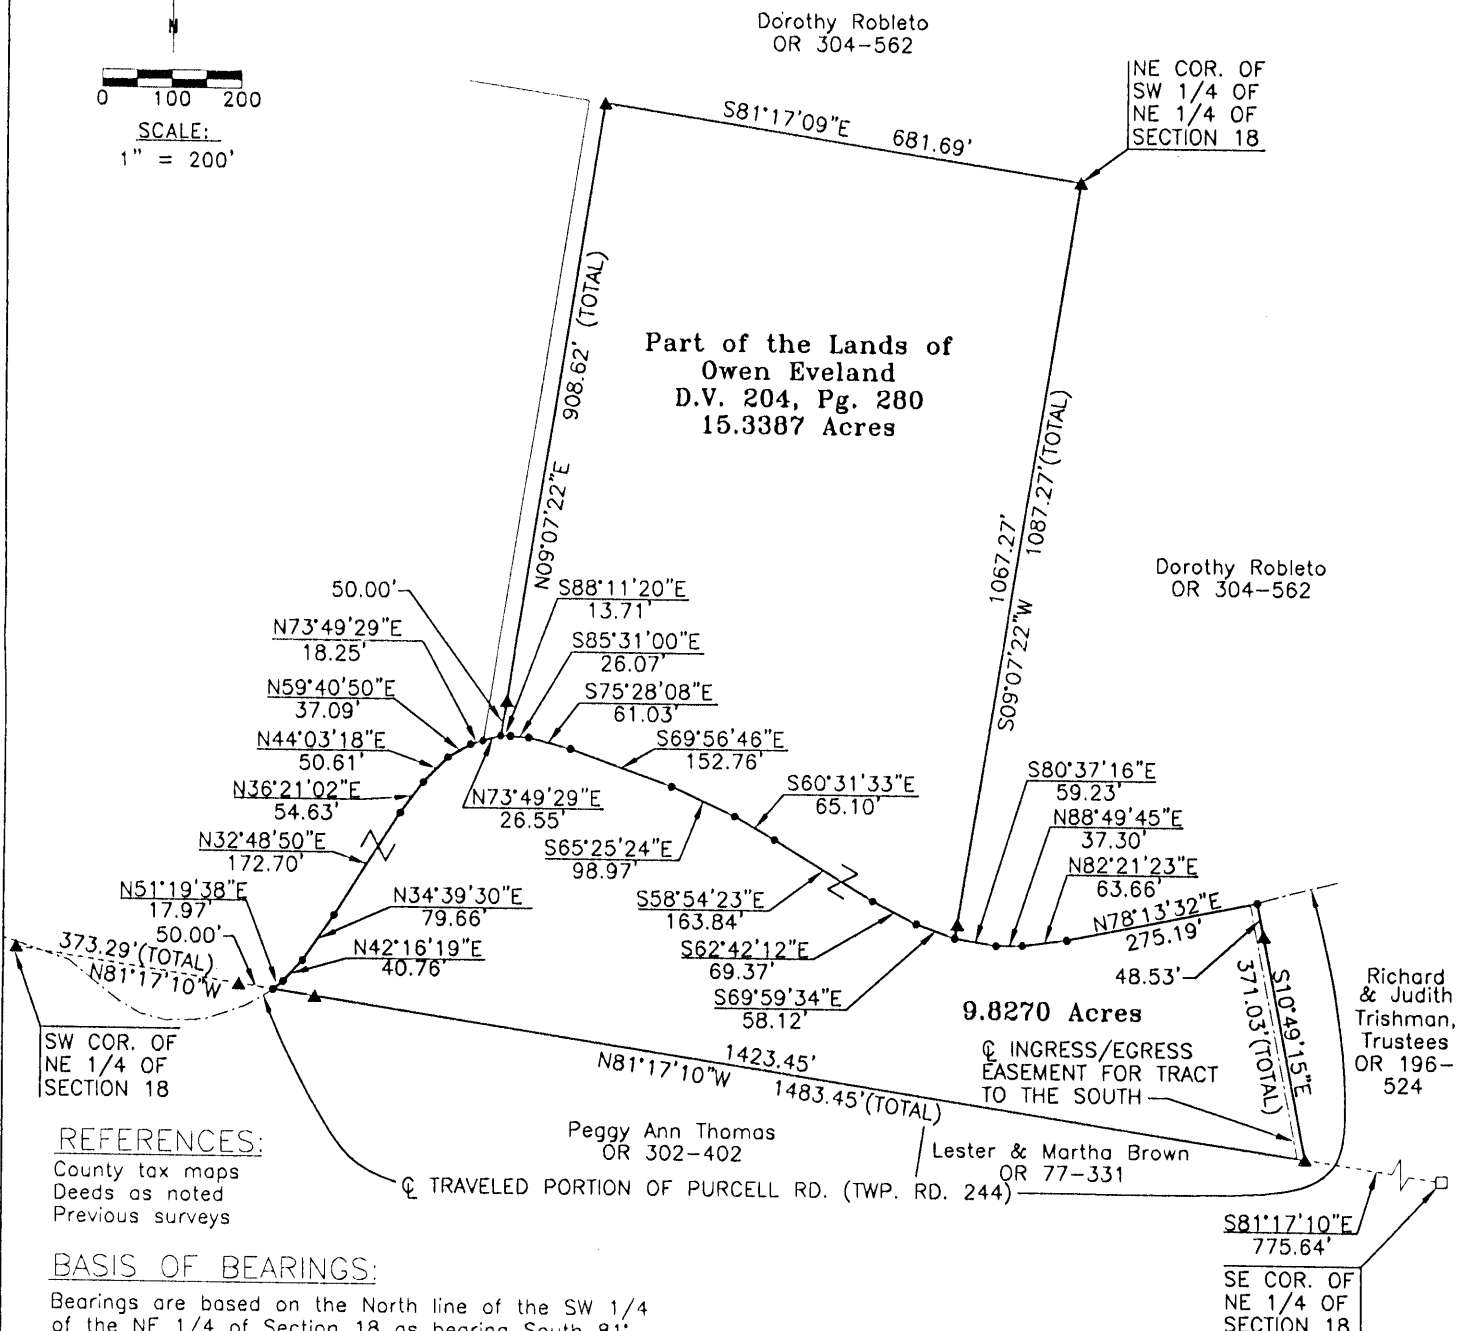 N
0 100 200
SCALE:
1" = 200'
Dorothy Robleto
OR 304-562
NE COR. OF
SW 1/4 OF
NE 1/4 OF
SECTION 18
S81°17'09"E 681.69'
908.62' (TOTAL)
N09°07'22"E
Part of the Lands of
Owen Eveland
D.V. 204, Pg. 280
15.3387 Acres
1067.27'
1087.27'(TOTAL)
S09°07'22"W
Dorothy Robleto
OR 304-562
50.00'
S88°11'20"E
13.71'
N73°49'29"E
18.25'
S85°31'00"E
26.07'
N59°40'50"E
37.09'
S75°28'08"E
61.03'
N44°03'18"E
50.61'
S69°56'46"E
152.76'
N36°21'02"E
54.63'
N73°49'29"E
26.55'
S60°31'33"E
65.10'
S80°37'16"E
59.23'
N88°49'45"E
37.30'
N32°48'50"E
172.70'
S65°25'24"E
98.97'
N82°21'23"E
63.66'
N51°19'38"E
17.97'
N34°39'30"E
79.66'
S58°54'23"E
163.84'
N78°13'32"E
275.19'
50.00'
373.29'(TOTAL)
N81°17'10"W
N42°16'19"E
40.76'
S62°42'12"E
69.37'
48.53'
S10°49'15"E
371.03'(TOTAL)
S69°59'34"E
58.12'
9.8270 Acres
Richard
& Judith
Trishman,
Trustees
OR 196-
524
SW COR. OF
NE 1/4 OF
SECTION 18
1423.45'
N81°17'10"W
1483.45'(TOTAL)
℄ INGRESS/EGRESS
EASEMENT FOR TRACT
TO THE SOUTH
REFERENCES:
County tax maps
Deeds as noted
Previous surveys
Peggy Ann Thomas
OR 302-402
Lester & Martha Brown
OR 77-331
℄ TRAVELED PORTION OF PURCELL RD. (TWP. RD. 244)
S81°17'10"E
775.64'
SE COR. OF
NE 1/4 OF
SECTION 18
BASIS OF BEARINGS:
Bearings are based on the North line of the SW 1/4
of the NE 1/4 of Section 18 as bearing South 81°